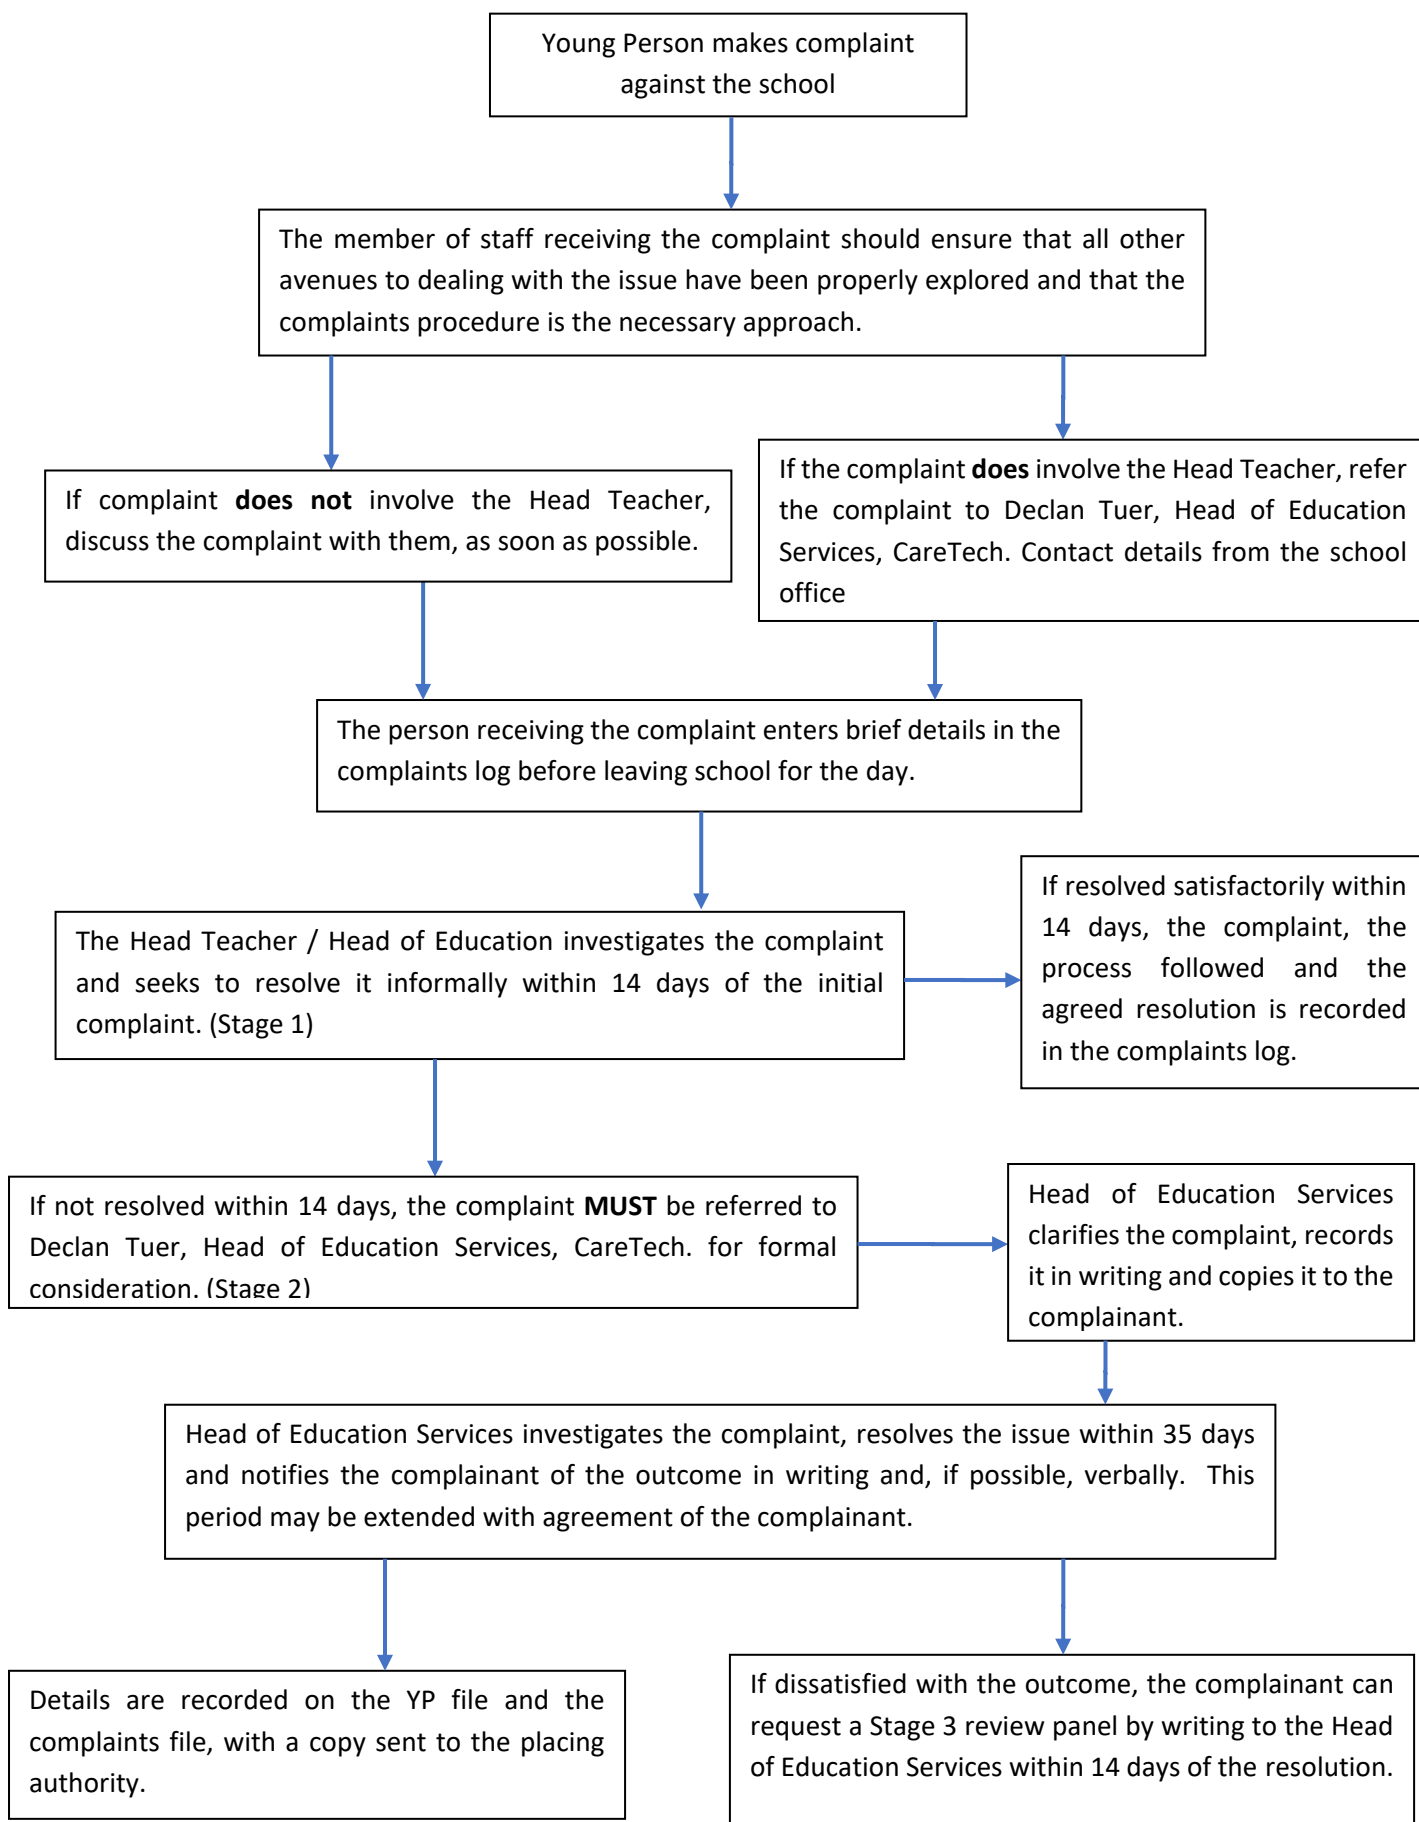 Young Person makes complaint
against the school
The member of staff receiving the complaint should ensure that all other
avenues to dealing with the issue have been properly explored and that the
complaints procedure is the necessary approach.
If complaint does not involve the Head Teacher,
discuss the complaint with them, as soon as possible.
If the complaint does involve the Head Teacher, refer
the complaint to Declan Tuer, Head of Education
Services, CareTech. Contact details from the school
office
The person receiving the complaint enters brief details in the
complaints log before leaving school for the day.
The Head Teacher / Head of Education investigates the complaint
and seeks to resolve it informally within 14 days of the initial
complaint. (Stage 1)
If resolved satisfactorily within
14 days, the complaint, the
process followed and the
agreed resolution is recorded
in the complaints log.
If not resolved within 14 days, the complaint MUST be referred to
Declan Tuer, Head of Education Services, CareTech. for formal
consideration. (Stage 2)
Head of Education Services
clarifies the complaint, records
it in writing and copies it to the
complainant.
Head of Education Services investigates the complaint, resolves the issue within 35 days
and notifies the complainant of the outcome in writing and, if possible, verbally. This
period may be extended with agreement of the complainant.
Details are recorded on the YP file and the
complaints file, with a copy sent to the placing
authority.
If dissatisfied with the outcome, the complainant can
request a Stage 3 review panel by writing to the Head
of Education Services within 14 days of the resolution.